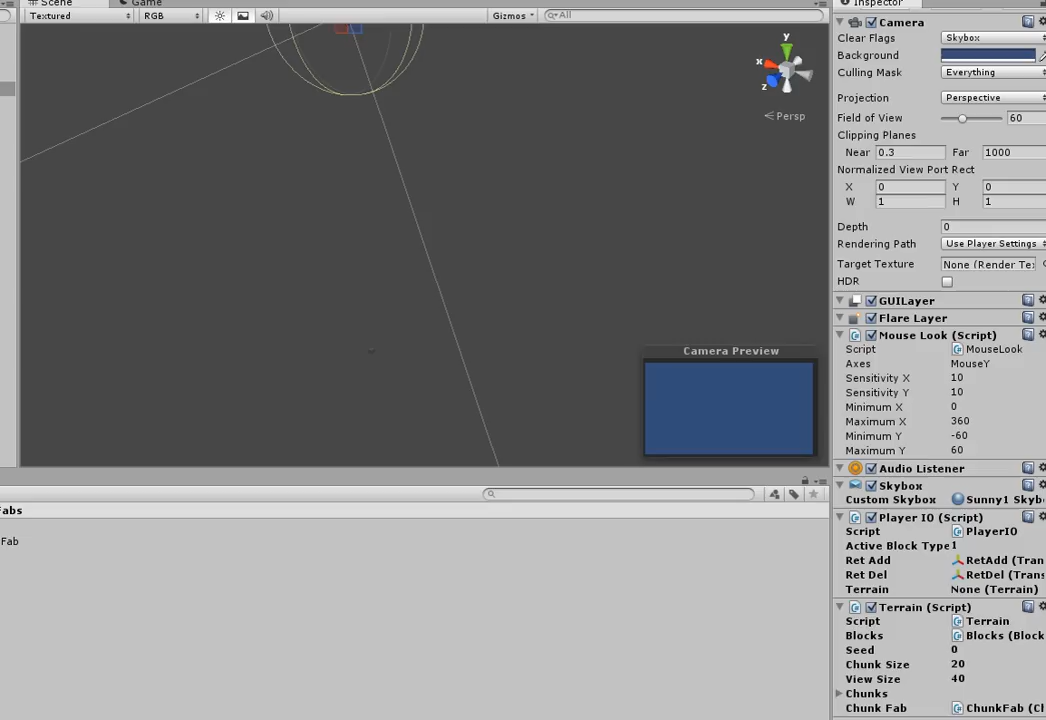 Scene
Game
Inspector
Textured
RGB
Gizmos
All
y
x
z
Persp
Camera Preview
Fab
Camera
Clear Flags Skybox
Background
Culling Mask Everything
Projection Perspective
Field of View 60
Clipping Planes
Near 0.3 Far 1000
Normalized View Port Rect
X 0 Y 0
W 1 H 1
Depth 0
Rendering Path Use Player Settings
Target Texture None (Render Te
HDR
GUILayer
Flare Layer
Mouse Look (Script)
Script MouseLook
Axes MouseY
Sensitivity X 10
Sensitivity Y 10
Minimum X 0
Maximum X 360
Minimum Y -60
Maximum Y 60
Audio Listener
Skybox
Custom Skybox Sunny1 Skyb
Player IO (Script)
Script PlayerIO
Active Block Type 1
Ret Add RetAdd (Tran
Ret Del RetDel (Trans
Terrain None (Terrain)
Terrain (Script)
Script Terrain
Blocks Blocks (Block
Seed 0
Chunk Size 20
View Size 40
Chunks
Chunk Fab ChunkFab (Cl